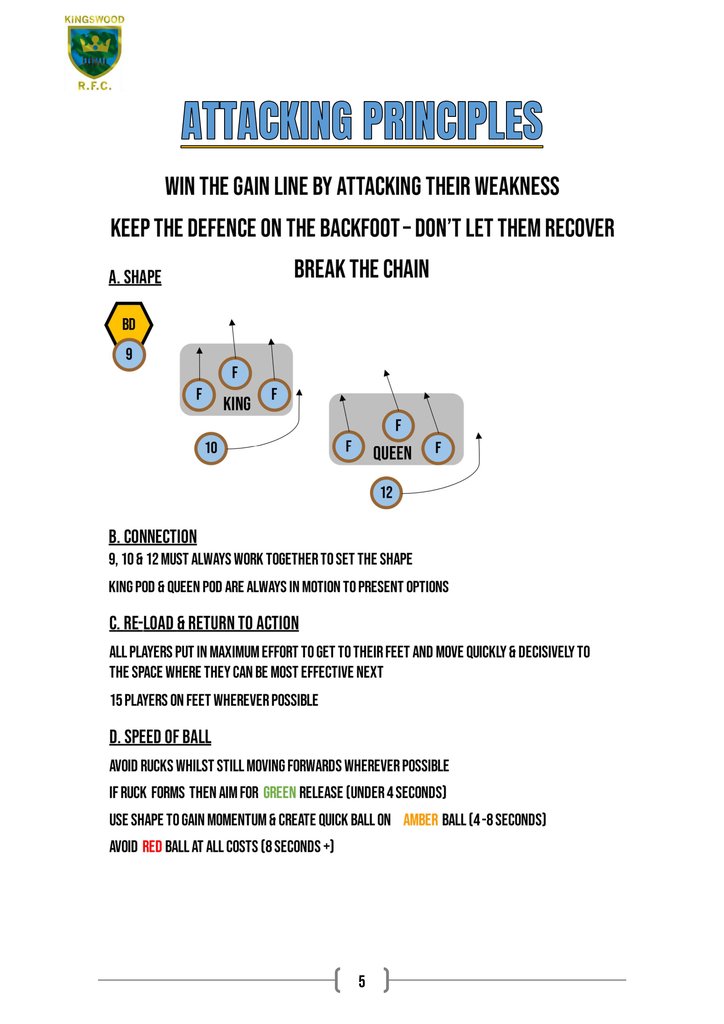 KINGSWOOD
R.F.C.
ATTACKING PRINCIPLES
WIN THE GAIN LINE BY ATTACKING THEIR WEAKNESS
KEEP THE DEFENCE ON THE BACKFOOT – DON'T LET THEM RECOVER
BREAK THE CHAIN
A. SHAPE
BD
9
F
F
F
KING
10
F
F
F
QUEEN
12
B. CONNECTION
9, 10 & 12 MUST ALWAYS WORK TOGETHER TO SET THE SHAPE
KING POD & QUEEN POD ARE ALWAYS IN MOTION TO PRESENT OPTIONS
C. RE-LOAD & RETURN TO ACTION
ALL PLAYERS PUT IN MAXIMUM EFFORT TO GET TO THEIR FEET AND MOVE QUICKLY & DECISIVELY TO
THE SPACE WHERE THEY CAN BE MOST EFFECTIVE NEXT
15 PLAYERS ON FEET WHEREVER POSSIBLE
D. SPEED OF BALL
AVOID RUCKS WHILST STILL MOVING FORWARDS WHEREVER POSSIBLE
IF RUCK FORMS THEN AIM FOR GREEN RELEASE (UNDER 4 SECONDS)
USE SHAPE TO GAIN MOMENTUM & CREATE QUICK BALL ON AMBER BALL (4-8 SECONDS)
AVOID RED BALL AT ALL COSTS (8 SECONDS +)
5